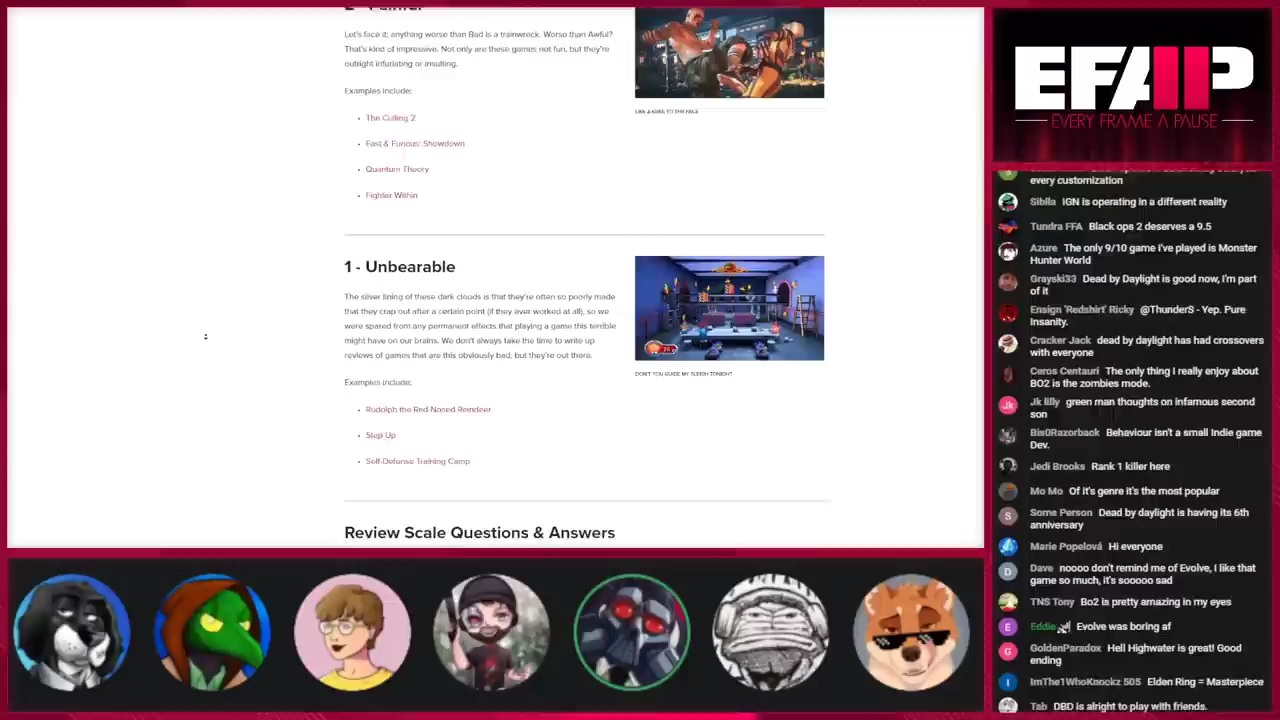 2 - Painful
Let's face it: anything worse than Bad is a trainwreck. Worse than Awful?
That's kind of impressive. Not only are these games not fun, but they're
outright infuriating or insulting.
Examples include:
• The Culling 2
• Fast & Furious: Showdown
• Quantum Theory
• Fighter Within
LIKE A KNEE TO THE FACE
1 - Unbearable
The silver lining of these dark clouds is that they're often so poorly made
that they crap out after a certain point (if they ever worked at all), so we
were spared from any permanent effects that playing a game this terrible
might have on our brains. We don't always take the time to write up
reviews of games that are this obviously bad, but they're out there.
Examples include:
• Rudolph the Red-Nosed Reindeer
• Step Up
• Self-Defense Training Camp
DON'T YOU GUIDE MY SLEIGH TONIGHT?
Review Scale Questions & Answers
EFAP
EVERY FRAME A PAUSE
every customization
Sibila IGN is operating in a different reality
Tundra FFA Black ops 2 deserves a 9.5
Azure The only 9/10 game I've played is Monster
Hunter World
Grayski33 Dead by Daylight is good now, I'm part
of it
Ensign 'Redshirt' Ricky @ThunderS - Yep. Pure
Insanity.
Cracker Jack dead by daylight has had crossovers
with everyone
Ceros Centauri The only thing I really enjoy about
BO2 is the zombies mode.
Jk lilly green man thoughts on infamous second
son
Bis0Razorback Behaviour isn't a small Indie game
Dev.
Jedi Brooks Rank 1 killer here
Mo Mo Of it's genre it's the most popular
Some Person Dead by daylight is having its 6th
anniversary
Marie Popelová Hi everyone
Dave noooo don't remind me of Evolve, I like that
game so much, it's sooooo sad
TNS Tony Bo2 is pretty amazing in my eyes
Eddie Evolve was boring af
GoldenParadox Hell Highwater is great! Good
ending
ImThe1WhoKnockz 505 Elden Ring = Masterpiece
Tab DBD is alright to play with friends.